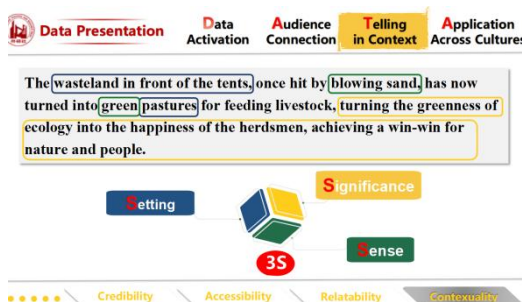 Data Presentation
Data
Activation
Audience
Connection
Telling
in Context
Application
Across Cultures
The wasteland in front of the tents, once hit by blowing sand, has now
turned into green pastures for feeding livestock, turning the greenness of
ecology into the happiness of the herdsmen, achieving a win-win for
nature and people.
Significance
Setting
Sense
3S
Credibility
Accessibility
Relatability
Contexuality